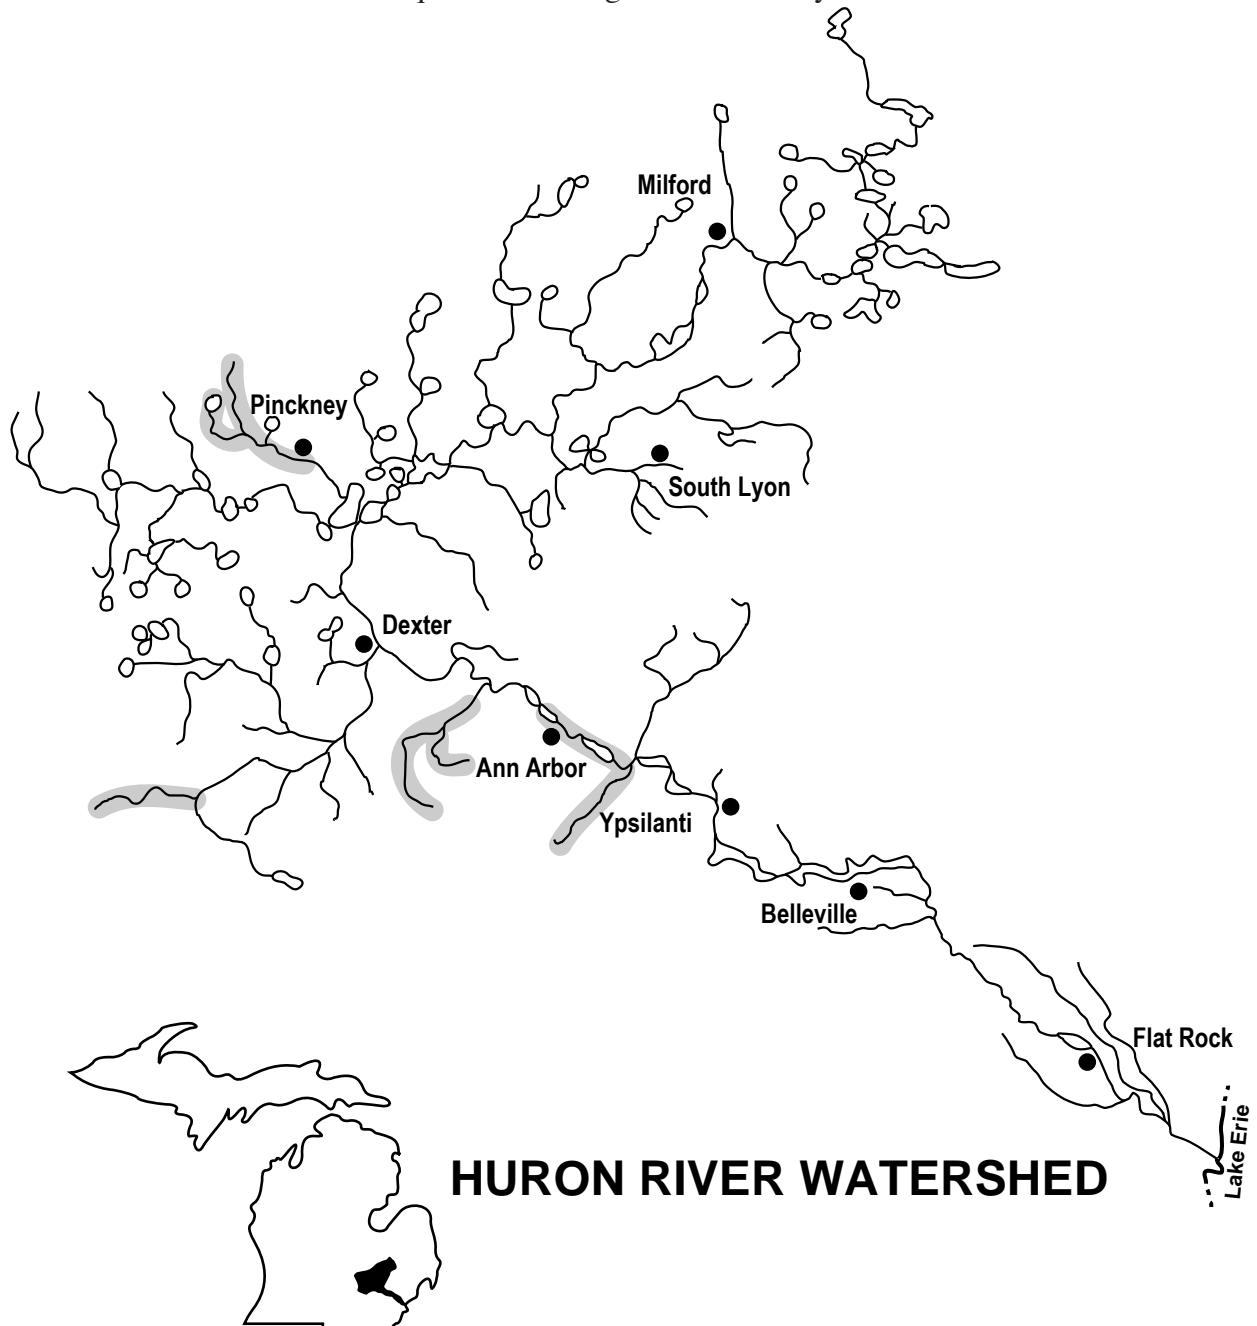 Milford
Pinckney
South Lyon
Dexter
Ann Arbor
Ypsilanti
Belleville
Flat Rock
Lake Erie
HURON RIVER WATERSHED